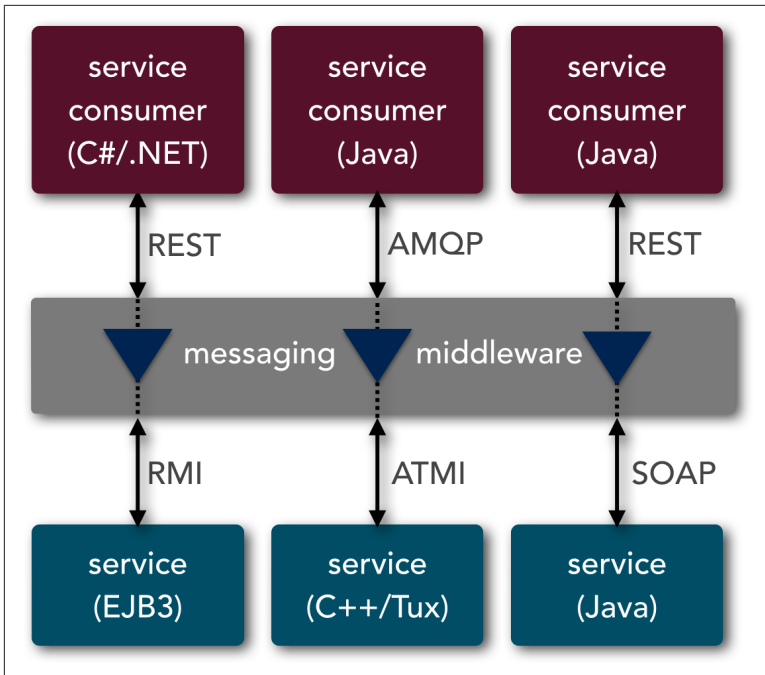 service
consumer
(C#/.NET)
service
consumer
(Java)
service
consumer
(Java)
REST
AMQP
REST
messaging
middleware
RMI
ATMI
SOAP
service
(EJB3)
service
(C++/Tux)
service
(Java)